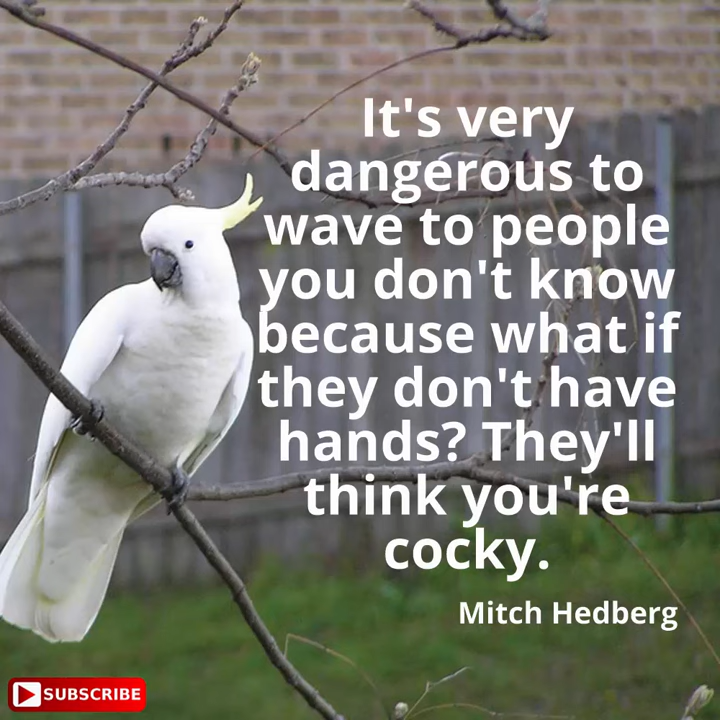 It's very
dangerous to
wave to people
you don't know
because what if
they don't have
hands? They'll
think you're
cocky.
Mitch Hedberg
SUBSCRIBE